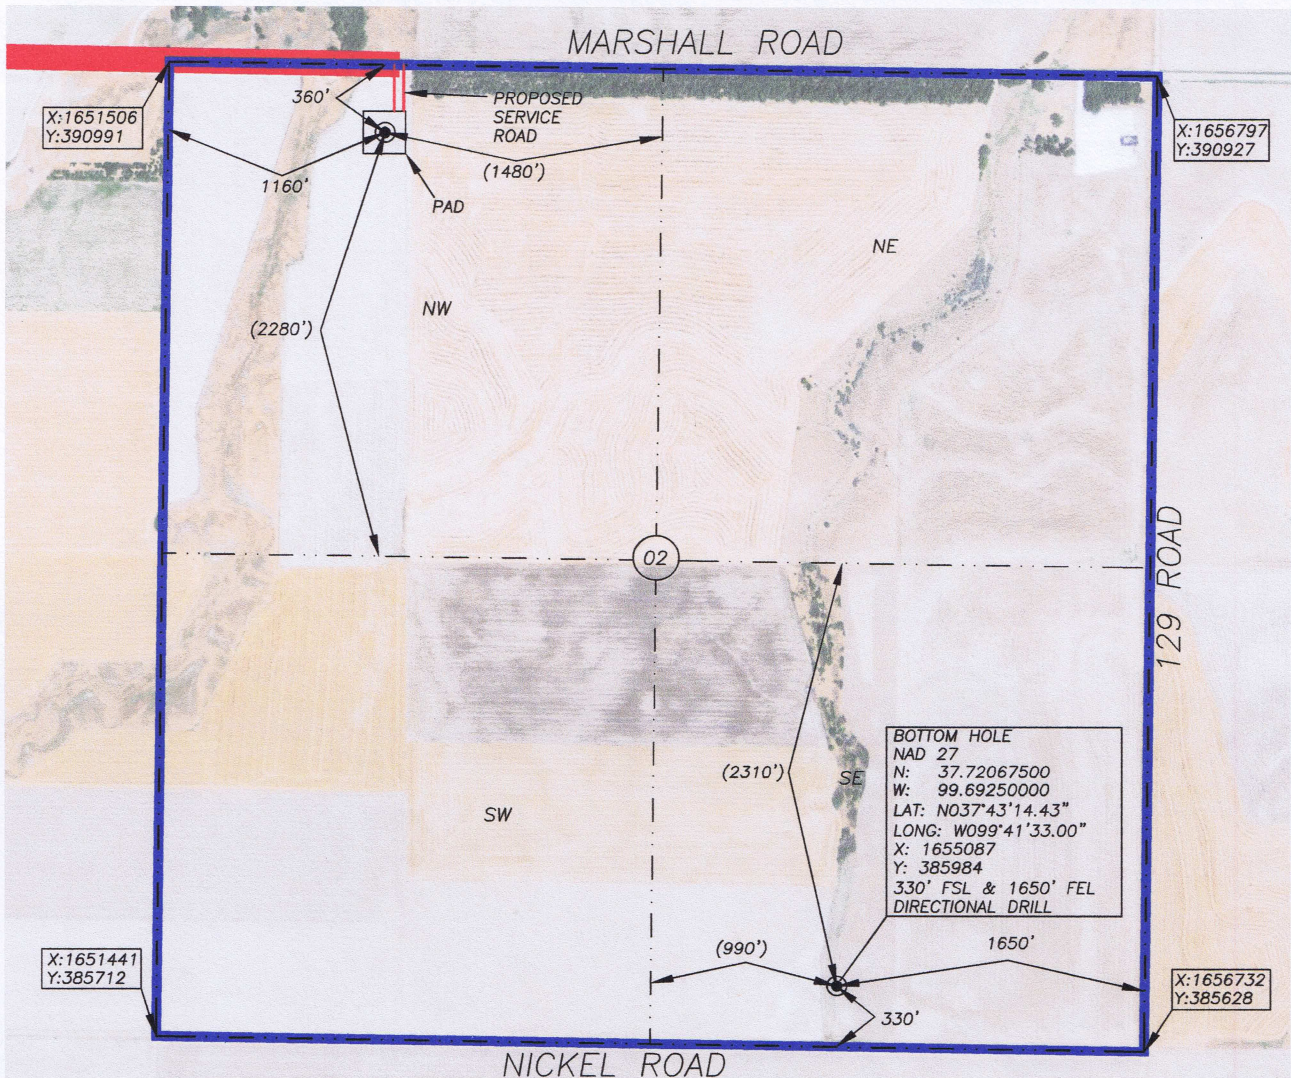 MARSHALL ROAD
360'
PROPOSED
SERVICE
ROAD
X:1651506
Y:390991
X:1656797
Y:390927
1160'
(1480')
PAD
NE
NW
(2280')
02
129 ROAD
BOTTOM HOLE
NAD 27
N: 37.72067500
W: 99.69250000
LAT: N037°43'14.43"
LONG: W099°41'33.00"
X: 1655087
Y: 385984
330' FSL & 1650' FEL
DIRECTIONAL DRILL
(2310')
SE
SW
(990')
1650'
X:1651441
Y:385712
X:1656732
Y:385628
330'
NICKEL ROAD